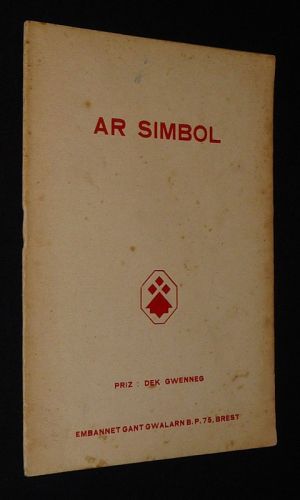 AR SIMBOL
PRIZ : DEK GWENNEG
EMBANNET GANT GWALARN B. P. 75, BREST